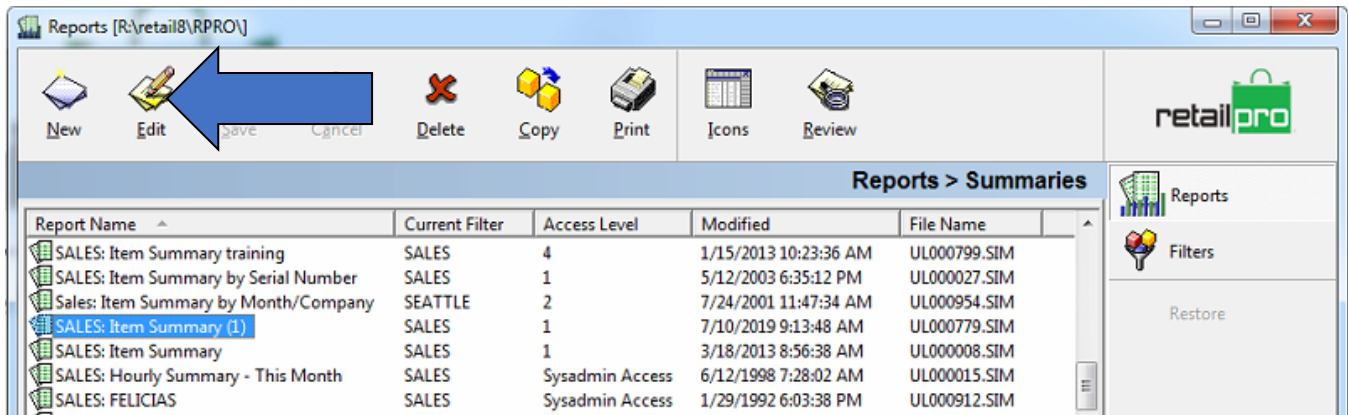 Reports [R:\retail8\RPRO\]
New Edit Save Cancel Delete Copy Print Icons Review
retail pro
Reports > Summaries
Reports
Filters
Restore
Report Name Current Filter Access Level Modified File Name
SALES: Item Summary training SALES 4 1/15/2013 10:23:36 AM UL000799.SIM
SALES: Item Summary by Serial Number SALES 1 5/12/2003 6:35:12 PM UL000027.SIM
Sales: Item Summary by Month/Company SEATTLE 2 7/24/2001 11:47:34 AM UL000954.SIM
SALES: Item Summary (1) SALES 1 7/10/2019 9:13:48 AM UL000779.SIM
SALES: Item Summary SALES 1 3/18/2013 8:56:38 AM UL000008.SIM
SALES: Hourly Summary - This Month SALES Sysadmin Access 6/12/1998 7:28:02 AM UL000015.SIM
SALES: FELICIAS SALES Sysadmin Access 1/29/1992 6:03:38 PM UL000912.SIM